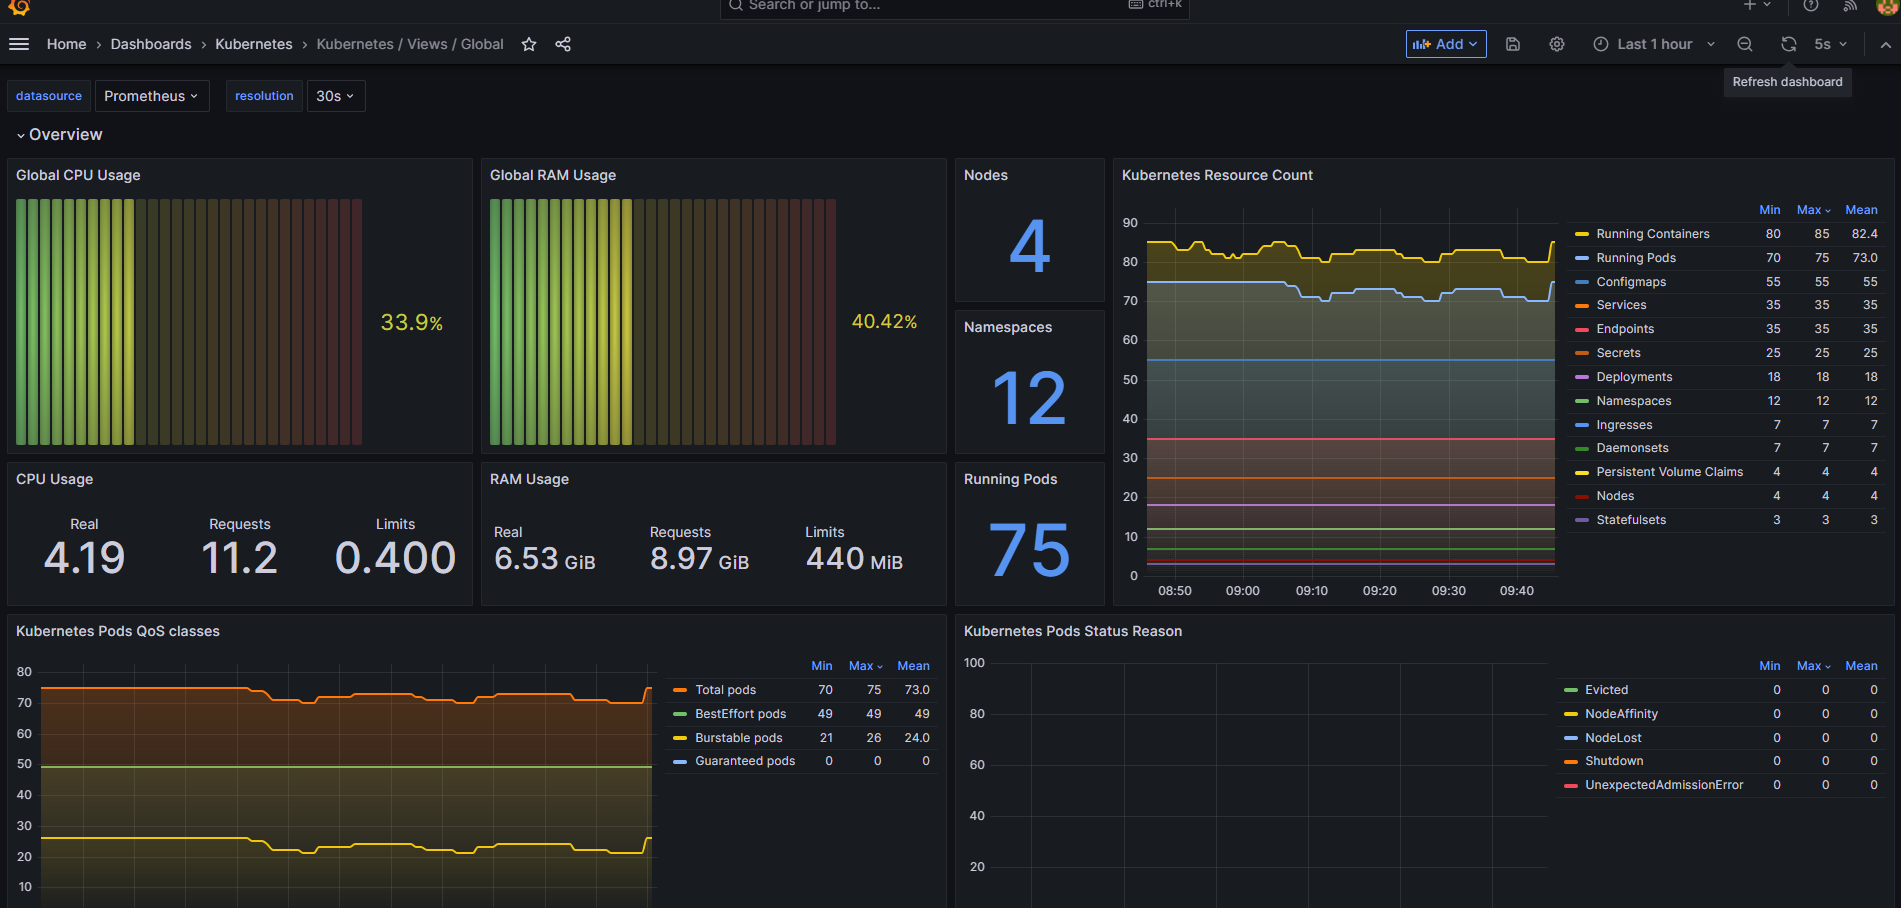 Search or jump to...
ctrl+k
Home › Dashboards › Kubernetes › Kubernetes / Views / Global
Add
Last 1 hour
5s
Refresh dashboard
datasource
Prometheus
resolution
30s
Overview
Global CPU Usage
33.9%
Global RAM Usage
40.42%
Nodes
4
Namespaces
12
CPU Usage
Real
Requests
Limits
4.19
11.2
0.400
RAM Usage
Real
Requests
Limits
6.53 GiB
8.97 GiB
440 MiB
Running Pods
75
Kubernetes Resource Count
90
80
70
60
50
40
30
20
10
0
08:50 09:00 09:10 09:20 09:30 09:40
Min Max Mean
Running Containers 80 85 82.4
Running Pods 70 75 73.0
Configmaps 55 55 55
Services 35 35 35
Endpoints 35 35 35
Secrets 25 25 25
Deployments 18 18 18
Namespaces 12 12 12
Ingresses 7 7 7
Daemonsets 7 7 7
Persistent Volume Claims 4 4 4
Nodes 4 4 4
Statefulsets 3 3 3
Kubernetes Pods QoS classes
80
70
60
50
40
30
20
10
Min Max Mean
Total pods 70 75 73.0
BestEffort pods 49 49 49
Burstable pods 21 26 24.0
Guaranteed pods 0 0 0
Kubernetes Pods Status Reason
100
80
60
40
20
Min Max Mean
Evicted 0 0 0
NodeAffinity 0 0 0
NodeLost 0 0 0
Shutdown 0 0 0
UnexpectedAdmissionError 0 0 0